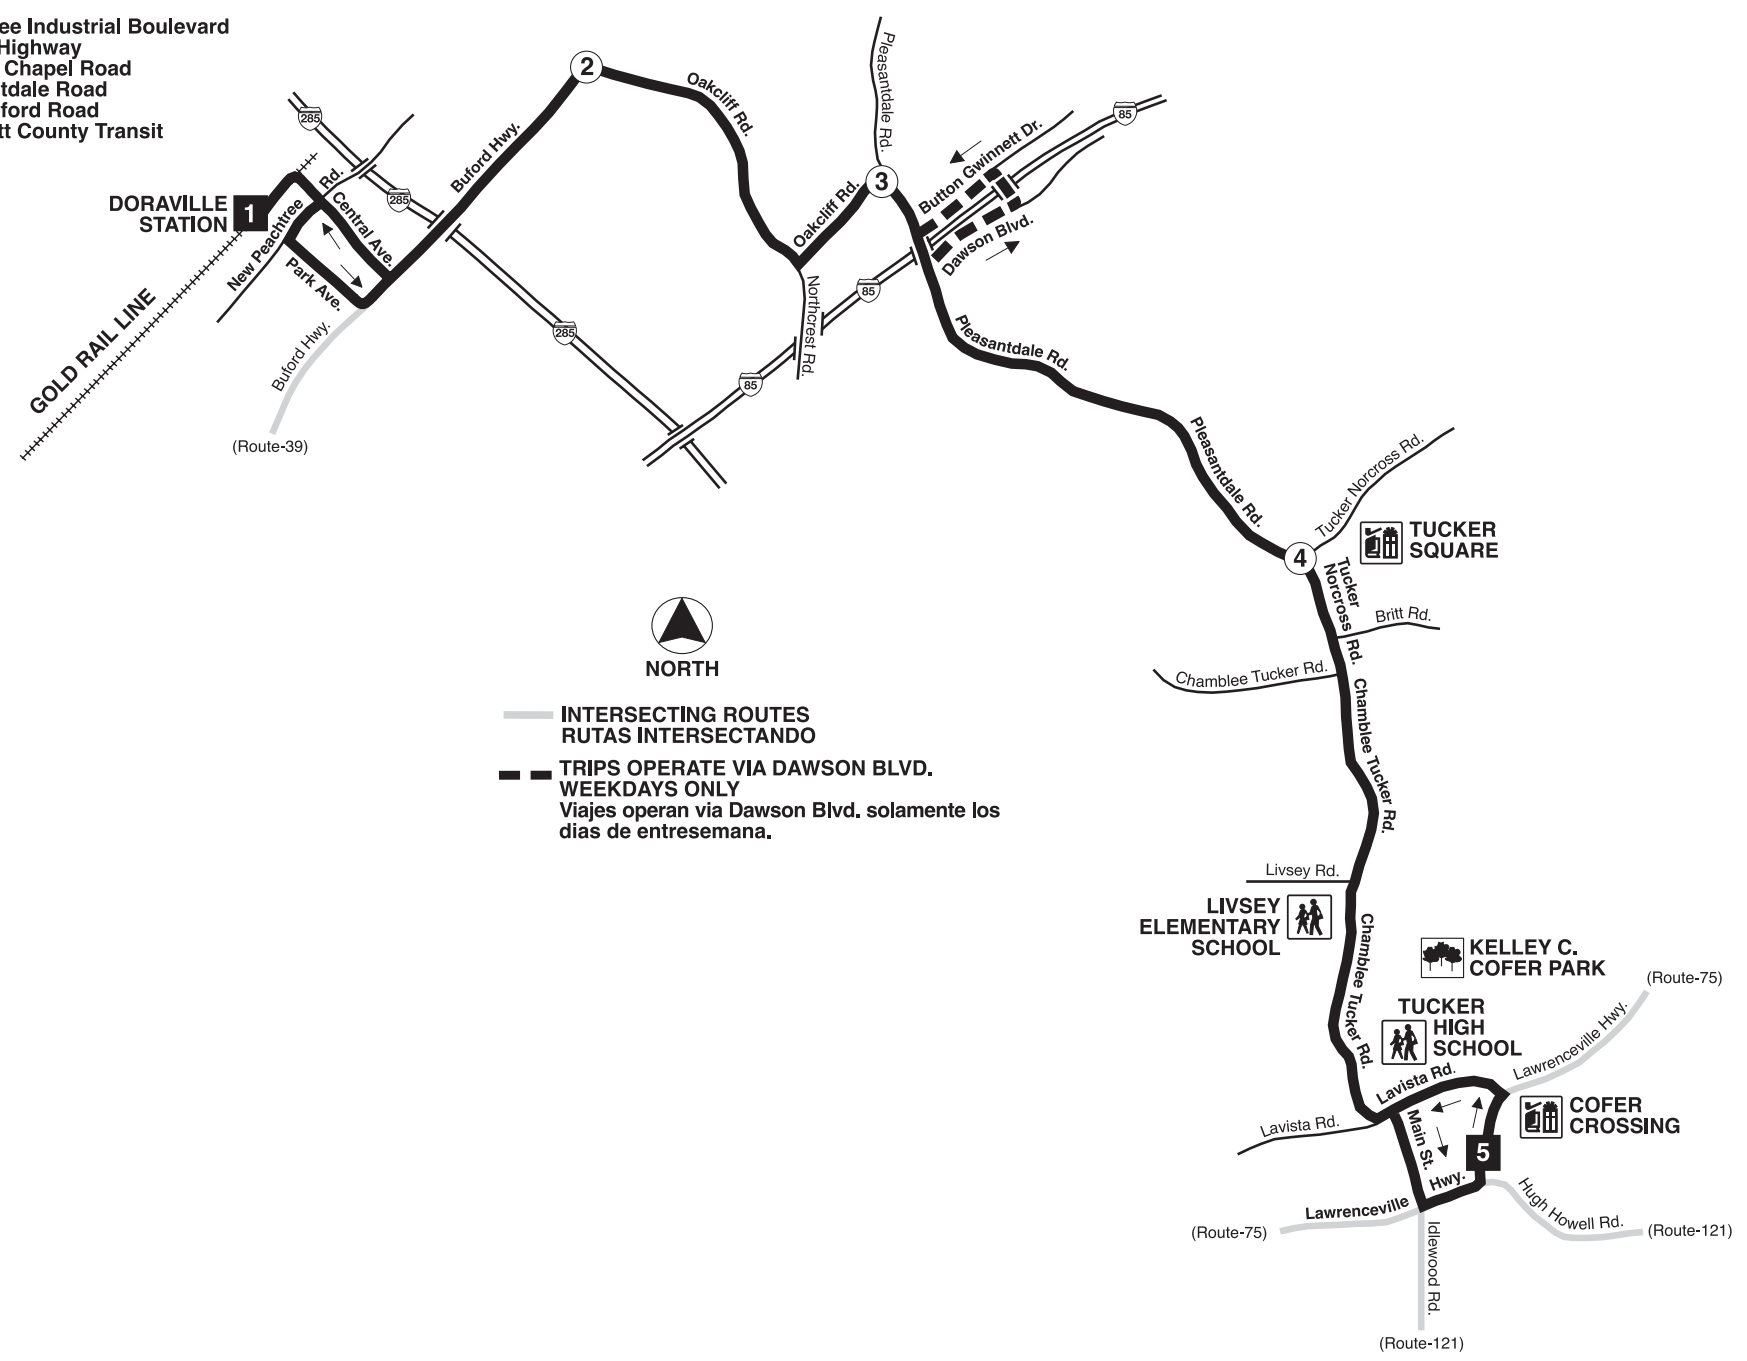 ee Industrial Boulevard
Highway
Chapel Road
tdale Road
ford Road
tt County Transit
DORAVILLE
STATION
1
GOLD RAIL LINE
New Peachtree
Rd.
Central Ave.
Park Ave.
Buford Hwy.
(Route-39)
285
285
285
Buford Hwy.
2
Oakcliff Rd.
Oakcliff Rd.
Northcrest Rd.
Pleasantdale Rd.
3
Button Gwinnett Dr.
Dawson Blvd.
85
85
85
Pleasantdale Rd.
Pleasantdale Rd.
4
Tucker Norcross Rd.
TUCKER
SQUARE
Tucker
Norcross Rd.
Britt Rd.
Chamblee Tucker Rd.
Chamblee Tucker Rd.
NORTH
INTERSECTING ROUTES
RUTAS INTERSECTANDO
TRIPS OPERATE VIA DAWSON BLVD.
WEEKDAYS ONLY
Viajes operan via Dawson Blvd. solamente los
dias de entresemana.
Livsey Rd.
LIVSEY
ELEMENTARY
SCHOOL
Chamblee Tucker Rd.
KELLEY C.
COFER PARK
TUCKER
HIGH
SCHOOL
(Route-75)
Lawrenceville Hwy.
Lavista Rd.
Lavista Rd.
Main St.
COFER
CROSSING
5
Lawrenceville Hwy.
(Route-75)
Hugh Howell Rd.
(Route-121)
Idlewood Rd.
(Route-121)